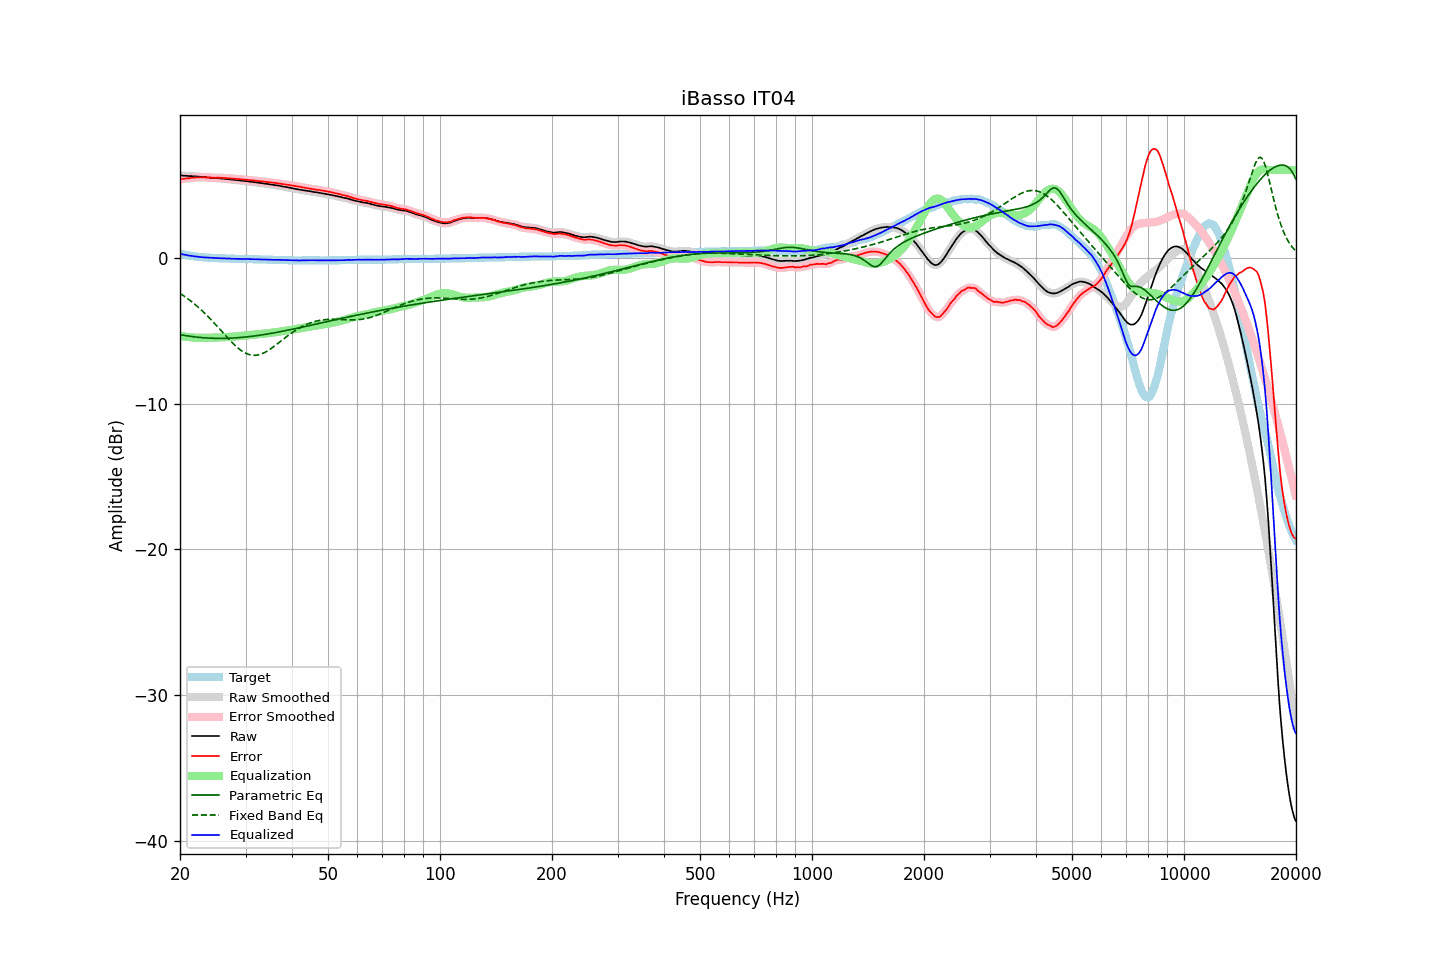 iBasso IT04
Amplitude (dBr)
0
−10
−20
−30
−40
Target
Raw Smoothed
Error Smoothed
Raw
Error
Equalization
Parametric Eq
Fixed Band Eq
Equalized
20 50 100 200 500 1000 2000 5000 10000 20000
Frequency (Hz)